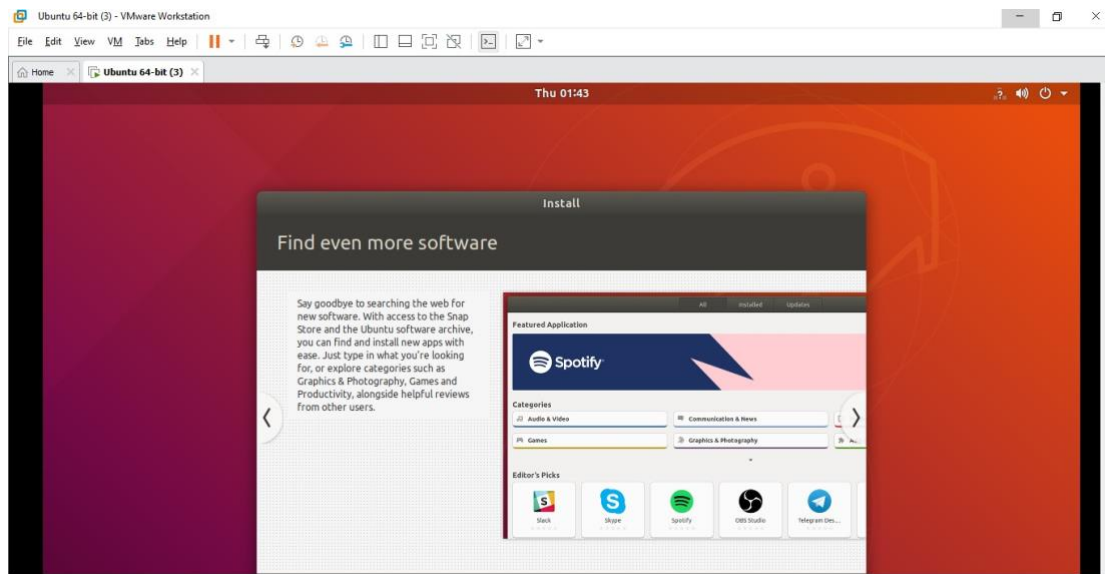 Ubuntu 64-bit (3) - VMware Workstation
File Edit View VM Tabs Help
Home
Ubuntu 64-bit (3)
Thu 01:43
Install
Find even more software
Say goodbye to searching the web for
new software. With access to the Snap
Store and the Ubuntu software archive,
you can find and install new apps with
ease. Just type in what you're looking
for, or explore categories such as
Graphics & Photography, Games and
Productivity, alongside helpful reviews
from other users.
All Installed Updates
Featured Application
Spotify
Categories
Audio & Video
Communication & News
Games
Graphics & Photography
Editor's Picks
Slack
Skype
Spotify
OBS Studio
Telegram Des...